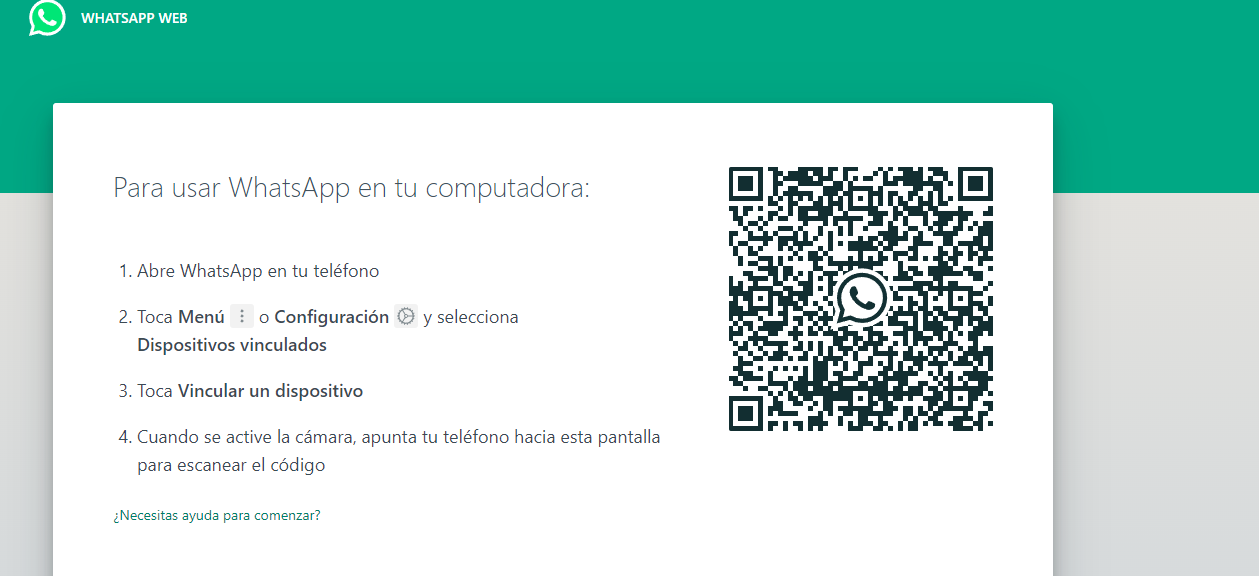 WHATSAPP WEB
Para usar WhatsApp en tu computadora:
1. Abre WhatsApp en tu teléfono
2. Toca Menú o Configuración y selecciona
Dispositivos vinculados
3. Toca Vincular un dispositivo
4. Cuando se active la cámara, apunta tu teléfono hacia esta pantalla
para escanear el código
¿Necesitas ayuda para comenzar?